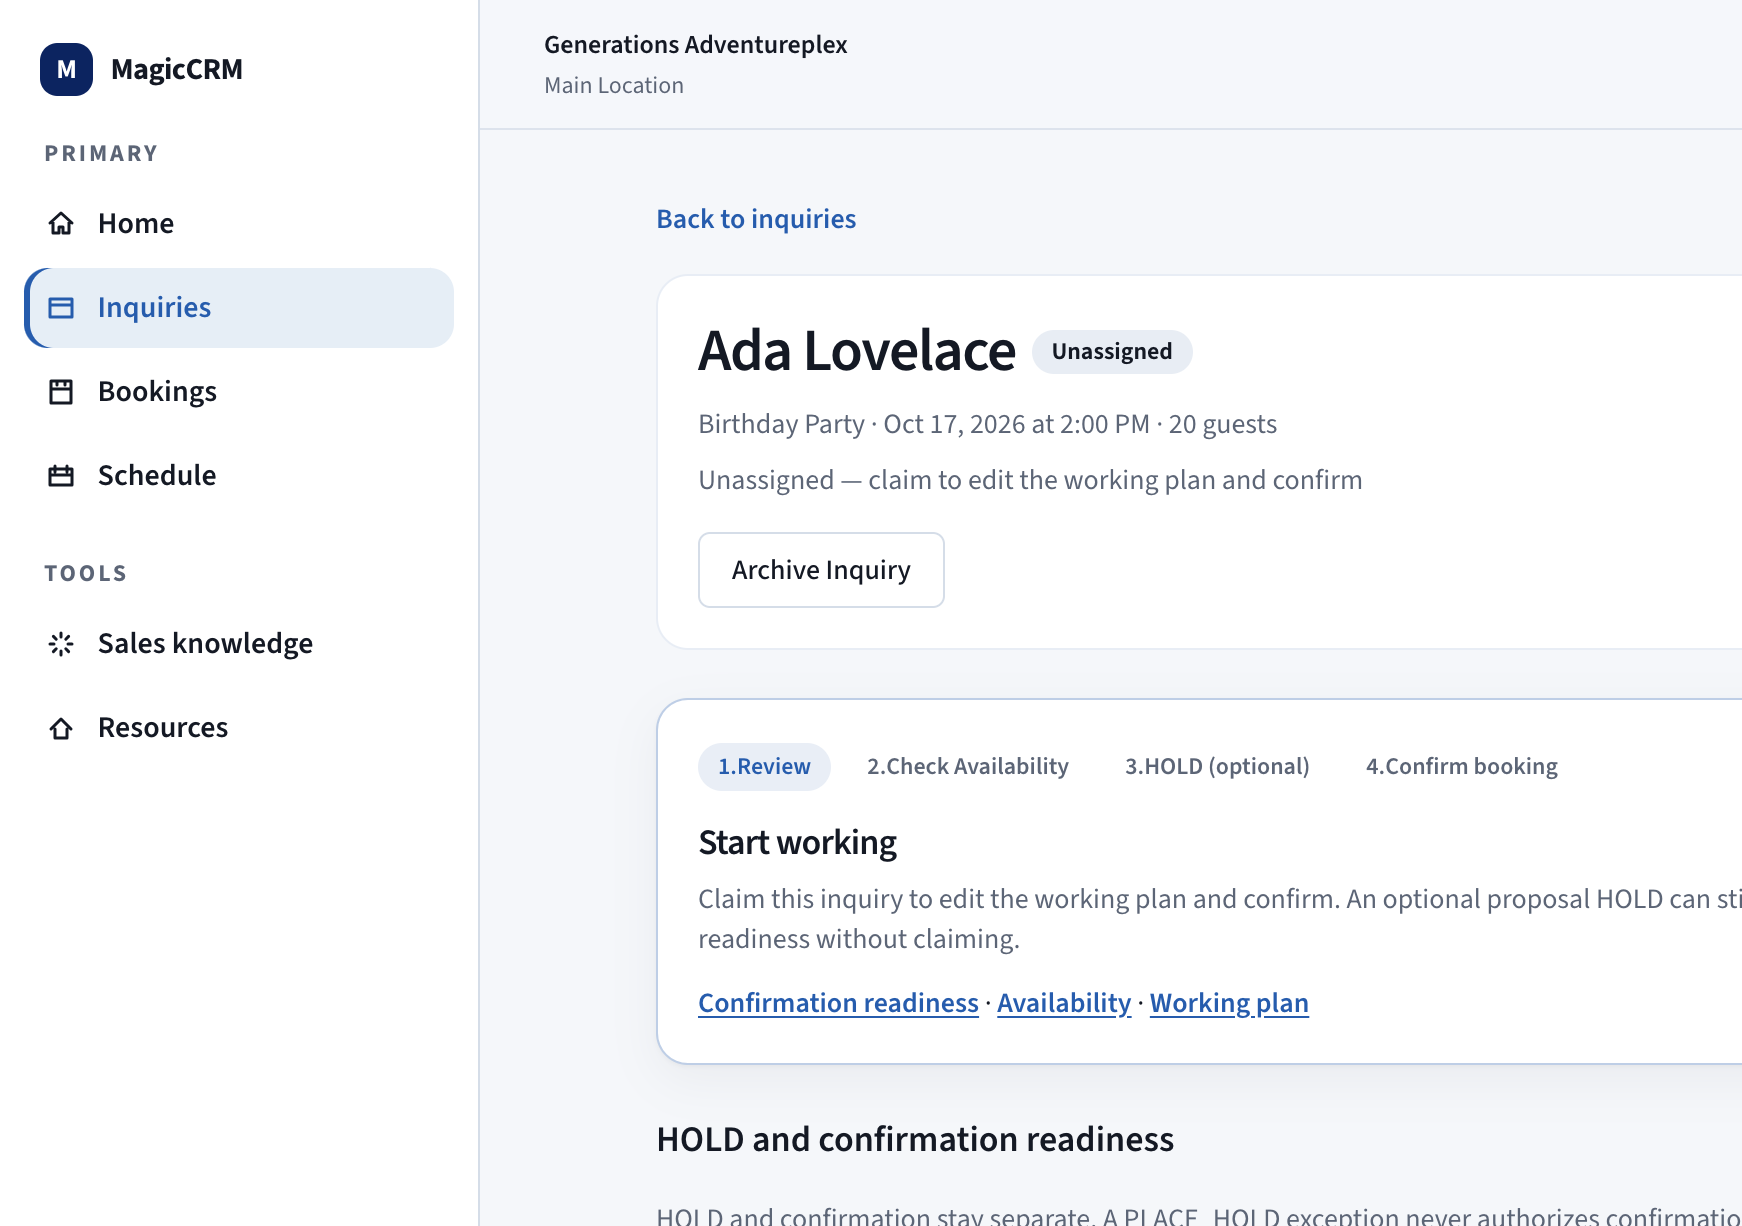 M MagicCRM
PRIMARY
Home
Inquiries
Bookings
Schedule
TOOLS
Sales knowledge
Resources
Generations Adventureplex
Main Location
Back to inquiries
Ada Lovelace Unassigned
Birthday Party · Oct 17, 2026 at 2:00 PM · 20 guests
Unassigned — claim to edit the working plan and confirm
Archive Inquiry
1.Review 2.Check Availability 3.HOLD (optional) 4.Confirm booking
Start working
Claim this inquiry to edit the working plan and confirm. An optional proposal HOLD can
readiness without claiming.
Confirmation readiness · Availability · Working plan
HOLD and confirmation readiness
HOLD and confirmation stay separate. A PLACE_HOLD exception never authorizes